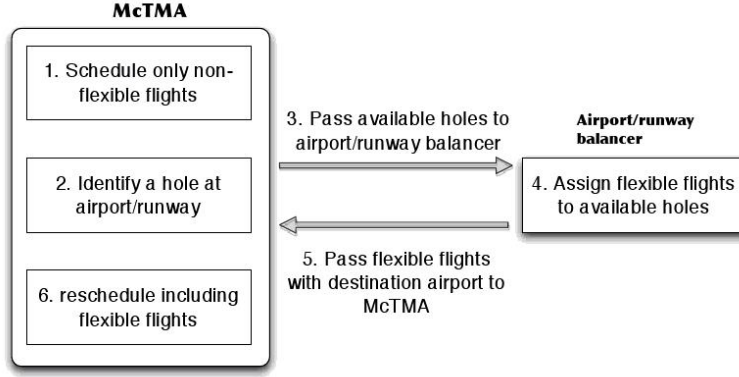 McTMA
1. Schedule only non-
flexible flights
2. Identify a hole at
airport/runway
3. Pass available holes to
airport/runway balancer
Airport/runway
balancer
4. Assign flexible flights
to available holes
5. Pass flexible flights
with destination airport to
McTMA
6. reschedule including
flexible flights